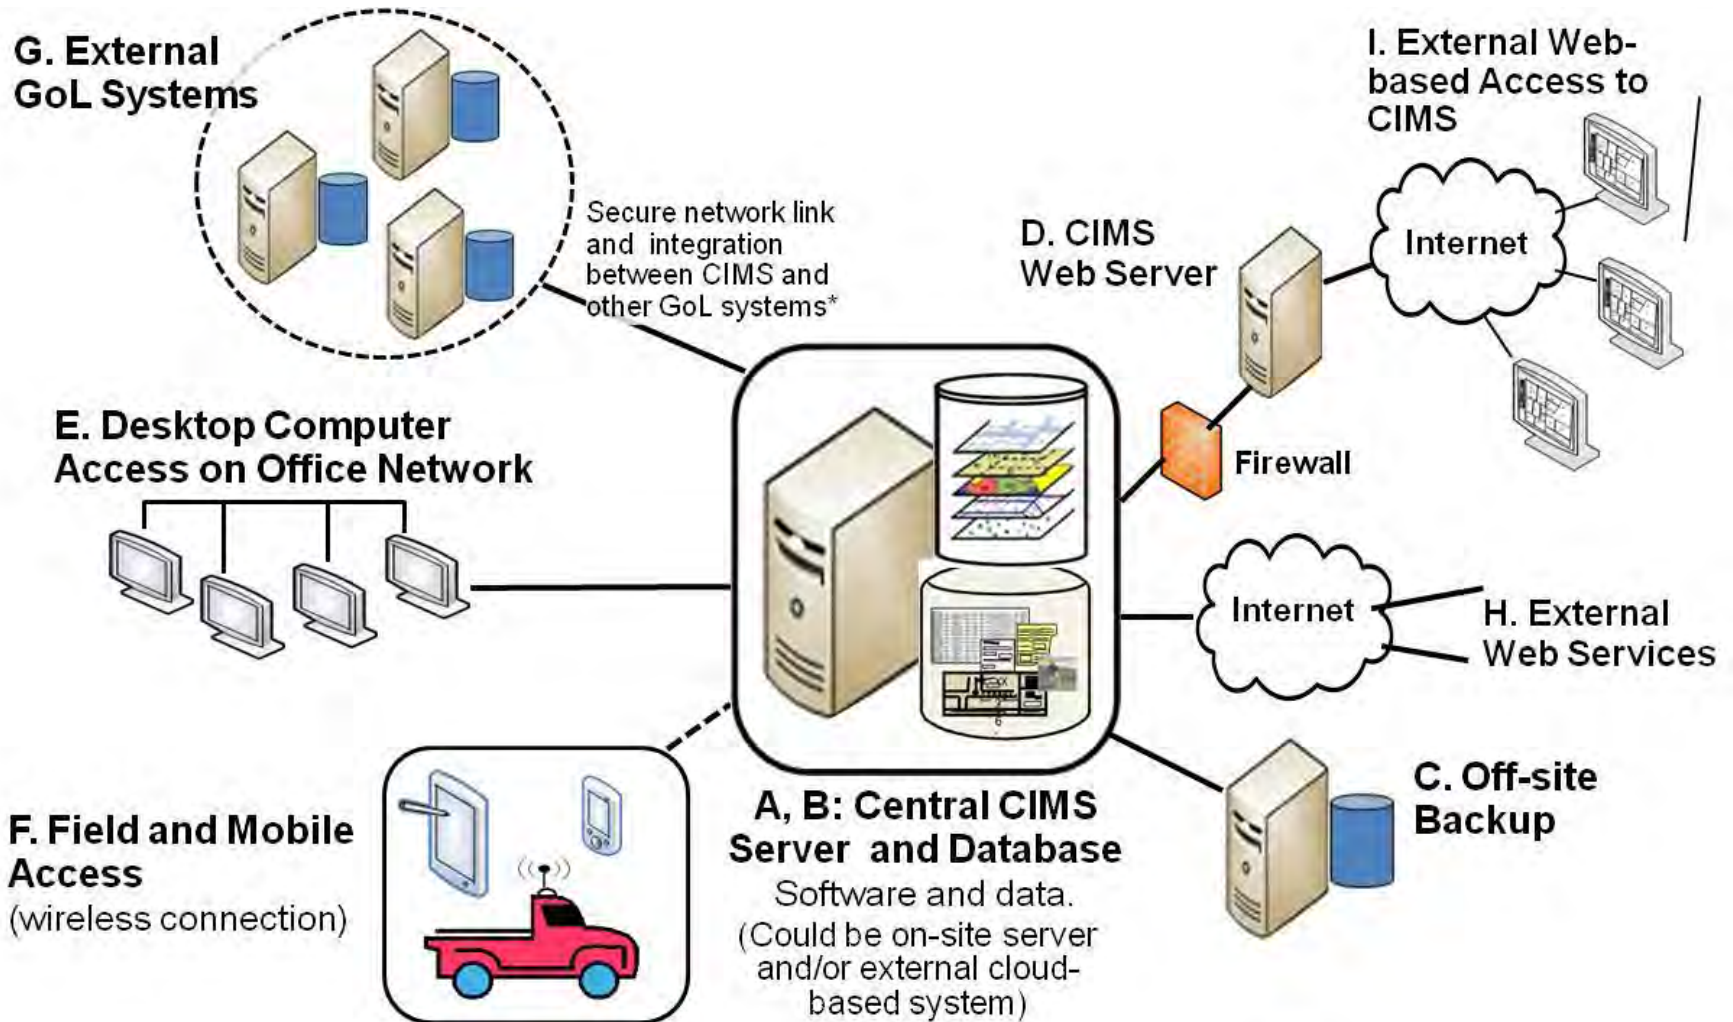 G. External
GoL Systems
I. External Web-
based Access to
CIMS
Secure network link
and integration
between CIMS and
other GoL systems*
D. CIMS
Web Server
Internet
E. Desktop Computer
Access on Office Network
Firewall
Internet
H. External
Web Services
F. Field and Mobile
Access
(wireless connection)
A, B: Central CIMS
Server and Database
Software and data.
(Could be on-site server
and/or external cloud-
based system)
C. Off-site
Backup